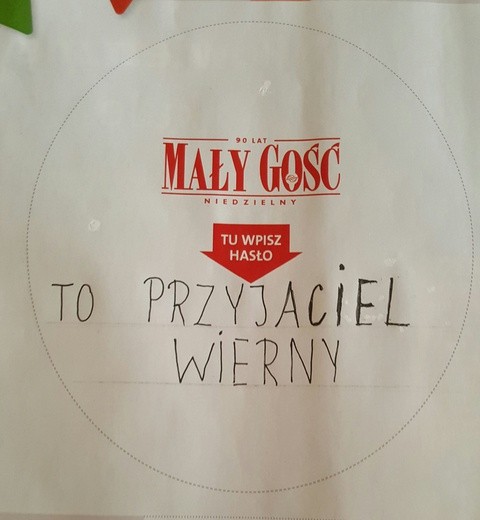 90 LAT
MAŁY GOŚĆ
NIEDZIELNY
TU WPISZ
HASŁO
TO PRZYJACiEL
WiERNY